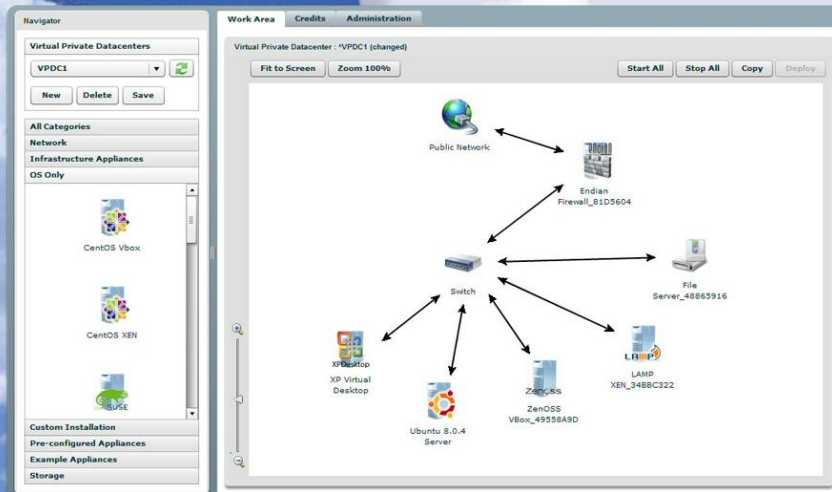 Navigator
Virtual Private Datacenters
VPDC1
New Delete Save
All Categories
Network
Infrastructure Appliances
OS Only
CentOS Vbox
CentOS XEN
SUSE
Custom Installation
Pre-configured Appliances
Example Appliances
Storage
Work Area Credits Administration
Virtual Private Datacenter : *VPDC1 (changed)
Fit to Screen Zoom 100% Start All Stop All Copy Deploy
Public Network
endian
Endian
Firewall_81D5604
Switch
File
Server_48865916
XPDesktop
XP Virtual
Desktop
Ubuntu 8.0.4
Server
Zenoss
ZenOSS
VBox_49558A9D
LAMP
LAMP
XEN_348BC322